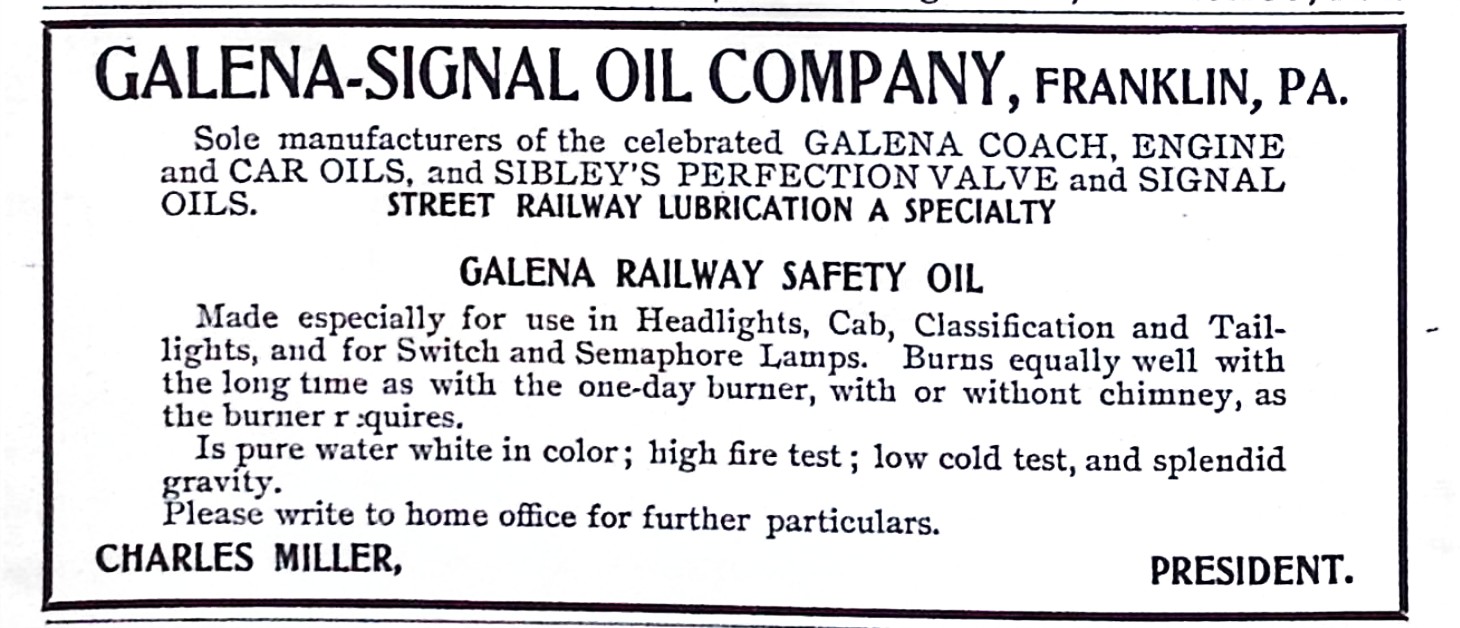 GALENA-SIGNAL OIL COMPANY, FRANKLIN, PA.
Sole manufacturers of the celebrated GALENA COACH, ENGINE
and CAR OILS, and SIBLEY'S PERFECTION VALVE and SIGNAL
OILS. STREET RAILWAY LUBRICATION A SPECIALTY
GALENA RAILWAY SAFETY OIL
Made especially for use in Headlights, Cab, Classification and Tail-
lights, and for Switch and Semaphore Lamps. Burns equally well with
the long time as with the one-day burner, with or without chimney, as
the burner requires.
Is pure water white in color; high fire test; low cold test, and splendid
gravity.
Please write to home office for further particulars.
CHARLES MILLER, PRESIDENT.